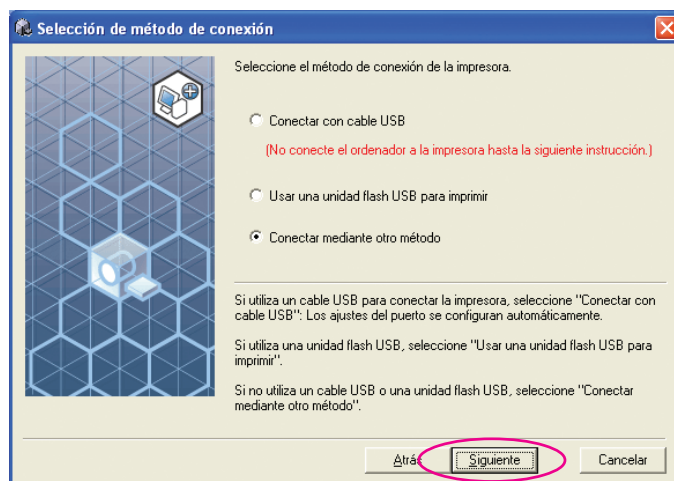 Selección de método de conexión
Seleccione el método de conexión de la impresora.
Conectar con cable USB
(No conecte el ordenador a la impresora hasta la siguiente instrucción.)
Usar una unidad flash USB para imprimir
Conectar mediante otro método
Si utiliza un cable USB para conectar la impresora, seleccione "Conectar con
cable USB": Los ajustes del puerto se configuran automáticamente.
Si utiliza una unidad flash USB, seleccione "Usar una unidad flash USB para
imprimir".
Si no utiliza un cable USB o una unidad flash USB, seleccione "Conectar
mediante otro método".
Atrás Siguiente Cancelar